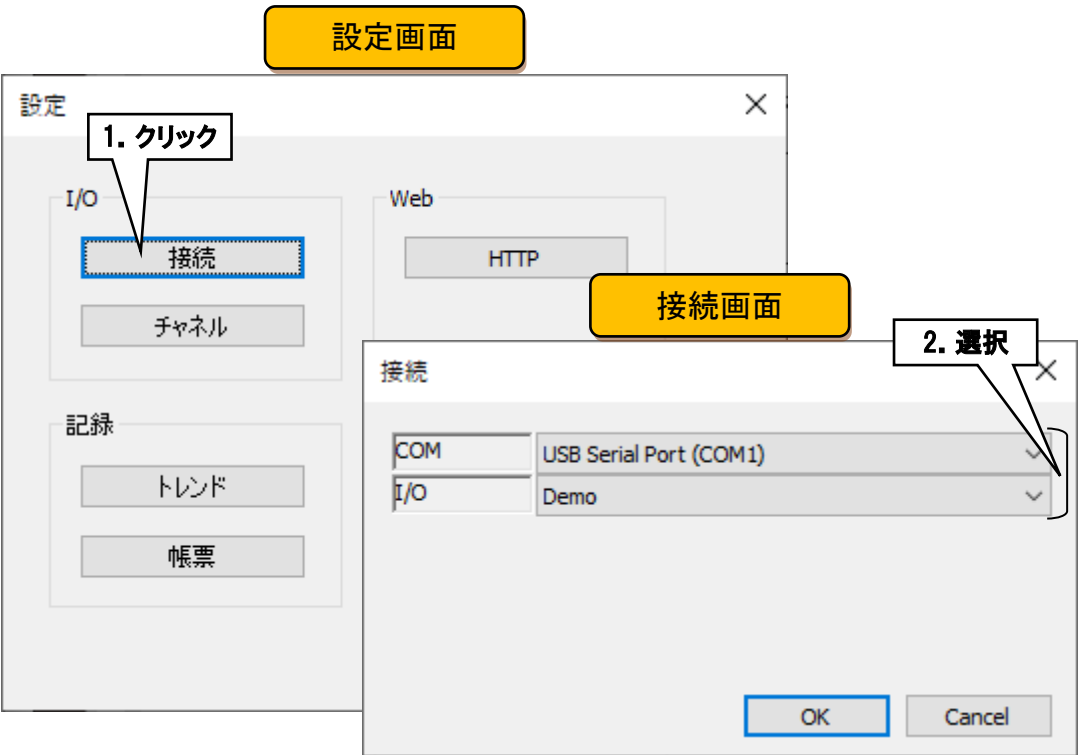 設定画面
設定
1. クリック
I/O
接続
チャネル
Web
HTTP
記録
トレンド
帳票
接続画面
接続
2. 選択
COM
USB Serial Port (COM1)
I/O
Demo
OK
Cancel